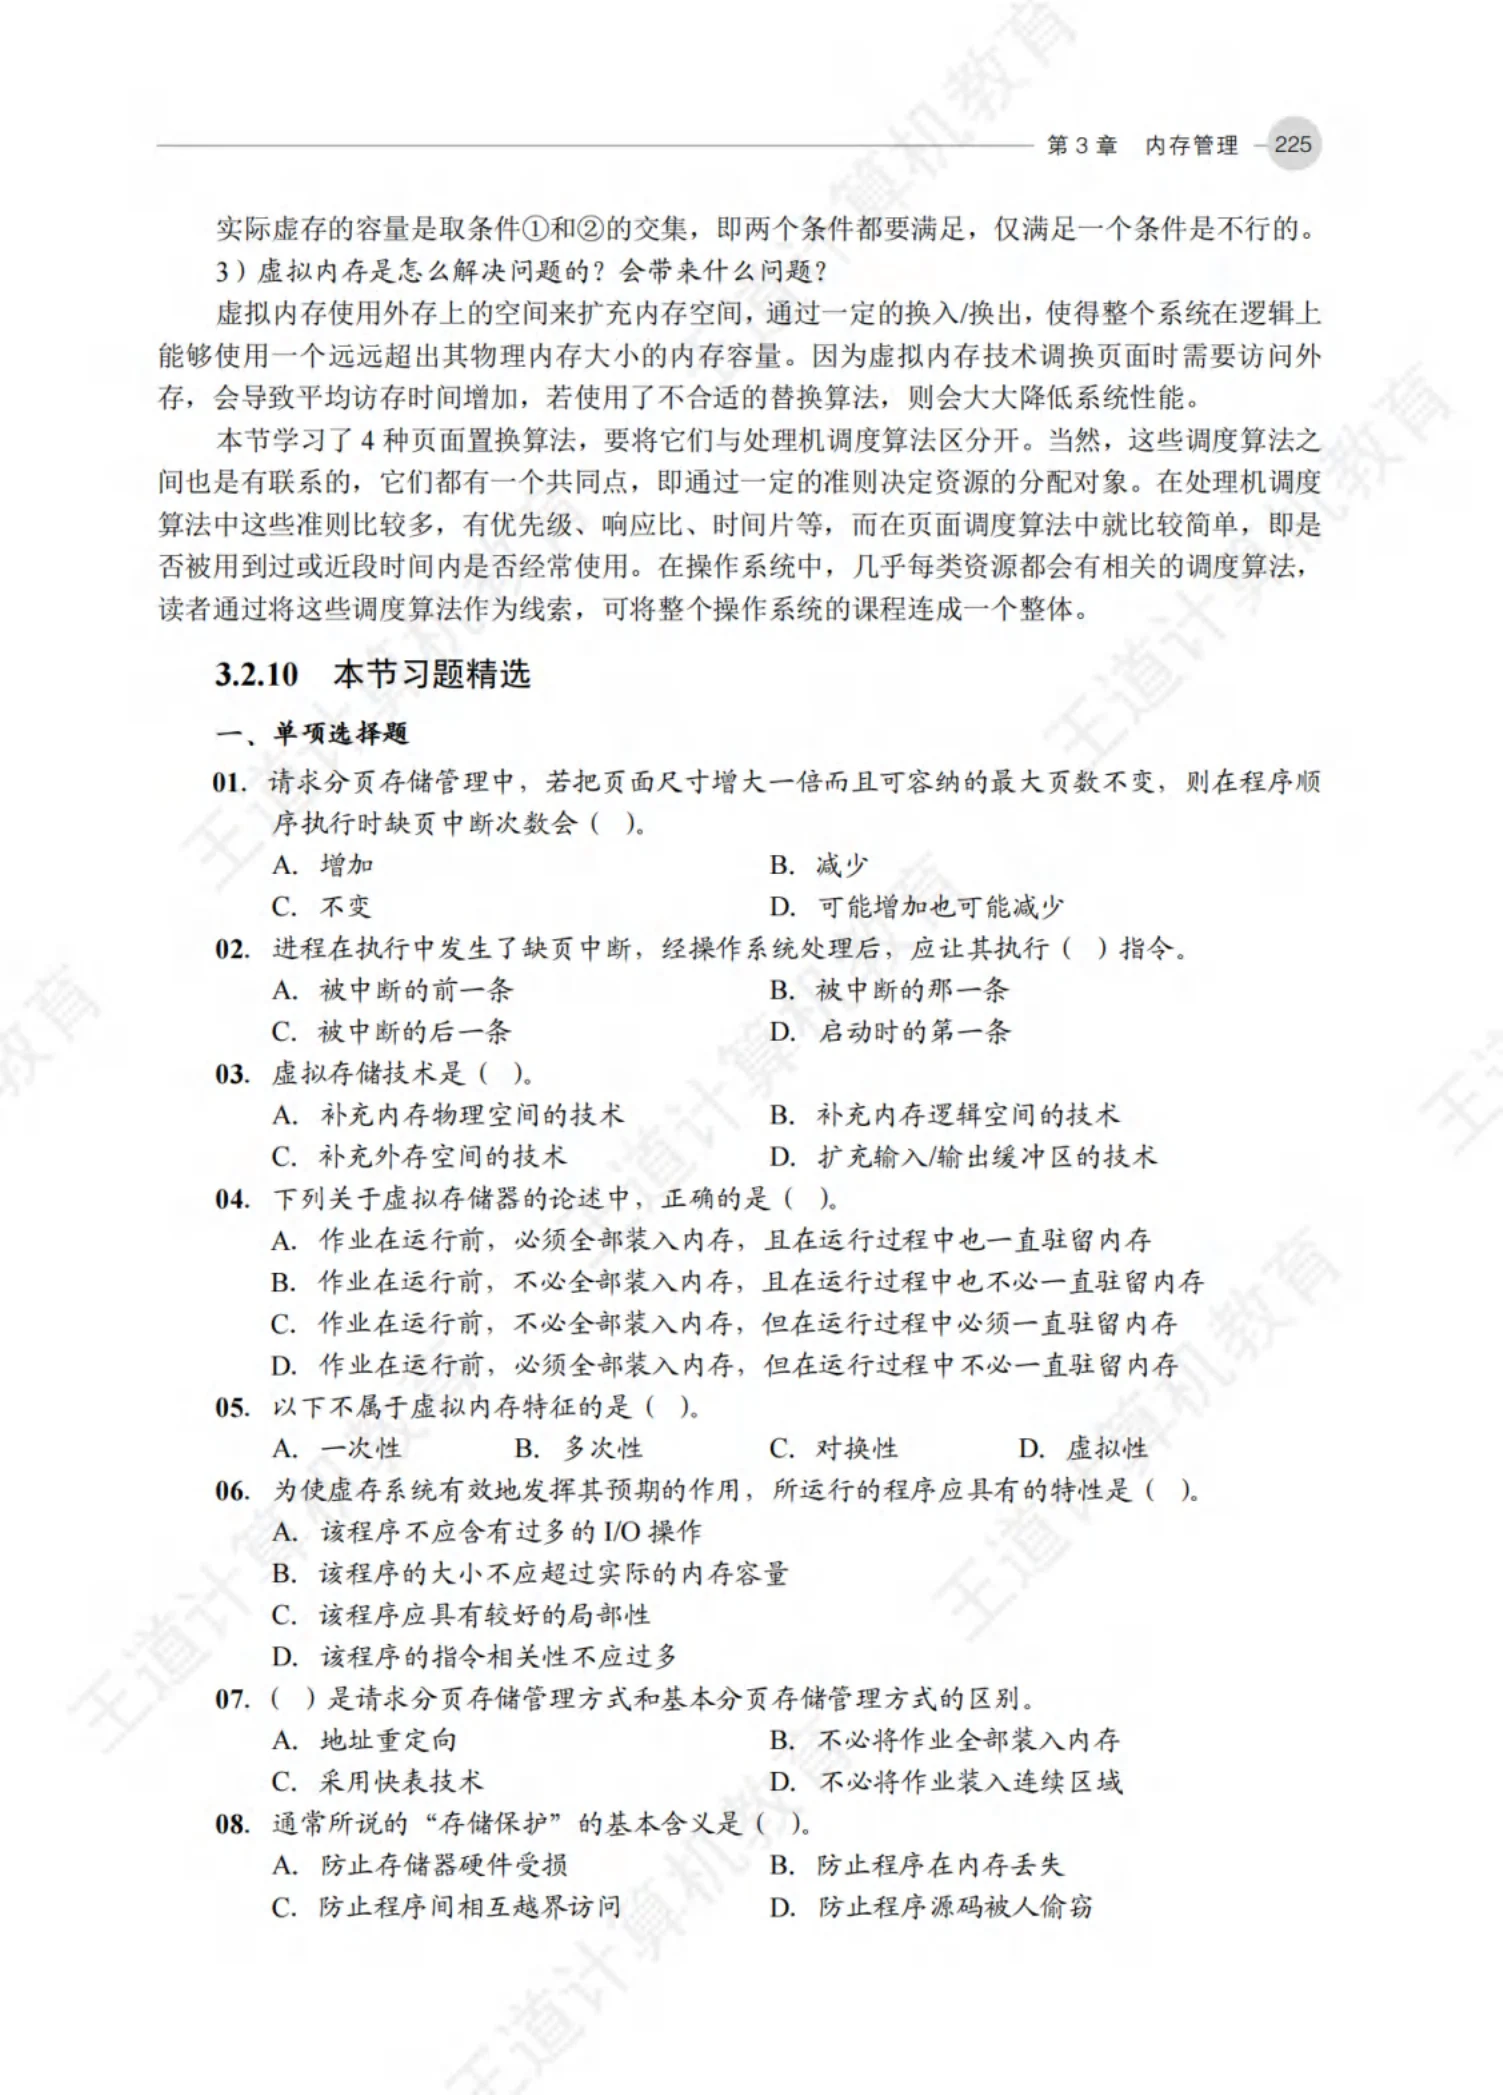 第 3 章 内存管理 225
实际虚存的容量是取条件①和②的交集，即两个条件都要满足，仅满足一个条件是不行的。
3）虚拟内存是怎么解决问题的？会带来什么问题？
虚拟内存使用外存上的空间来扩充内存空间，通过一定的换入/换出，使得整个系统在逻辑上
能够使用一个远远超出其物理内存大小的内存容量。因为虚拟内存技术调换页面时需要访问外
存，会导致平均访存时间增加，若使用了不合适的替换算法，则会大大降低系统性能。
本节学习了 4 种页面置换算法，要将它们与处理机调度算法区分开。当然，这些调度算法之
间也是有联系的，它们都有一个共同点，即通过一定的准则决定资源的分配对象。在处理机调度
算法中这些准则比较多，有优先级、响应比、时间片等，而在页面调度算法中就比较简单，即是
否被用到过或近段时间内是否经常使用。在操作系统中，几乎每类资源都会有相关的调度算法，
读者通过将这些调度算法作为线索，可将整个操作系统的课程连成一个整体。
3.2.10 本节习题精选
一、单项选择题
01. 请求分页存储管理中，若把页面尺寸增大一倍而且可容纳的最大页数不变，则在程序顺
序执行时缺页中断次数会（ ）。
A. 增加 B. 减少
C. 不变 D. 可能增加也可能减少
02. 进程在执行中发生了缺页中断，经操作系统处理后，应让其执行（ ）指令。
A. 被中断的前一条 B. 被中断的那一条
C. 被中断的后一条 D. 启动时的第一条
03. 虚拟存储技术是（ ）。
A. 补充内存物理空间的技术 B. 补充内存逻辑空间的技术
C. 补充外存空间的技术 D. 扩充输入/输出缓冲区的技术
04. 下列关于虚拟存储器的论述中，正确的是（ ）。
A. 作业在运行前，必须全部装入内存，且在运行过程中也一直驻留内存
B. 作业在运行前，不必全部装入内存，且在运行过程中也不必一直驻留内存
C. 作业在运行前，不必全部装入内存，但在运行过程中必须一直驻留内存
D. 作业在运行前，必须全部装入内存，但在运行过程中不必一直驻留内存
05. 以下不属于虚拟内存特征的是（ ）。
A. 一次性 B. 多次性 C. 对换性 D. 虚拟性
06. 为使虚存系统有效地发挥其预期的作用，所运行的程序应具有的特性是（ ）。
A. 该程序不应含有过多的 I/O 操作
B. 该程序的大小不应超过实际的内存容量
C. 该程序应具有较好的局部性
D. 该程序的指令相关性不应过多
07. （ ）是请求分页存储管理方式和基本分页存储管理方式的区别。
A. 地址重定向 B. 不必将作业全部装入内存
C. 采用快表技术 D. 不必将作业装入连续区域
08. 通常所说的“存储保护”的基本含义是（ ）。
A. 防止存储器硬件受损 B. 防止程序在内存丢失
C. 防止程序间相互越界访问 D. 防止程序源码被人偷窃
王道计算机教育
王道计算机教育
王道计算机教育
王道计算机教育
王道计算机教育
王道计算机教育
王道计算机教育